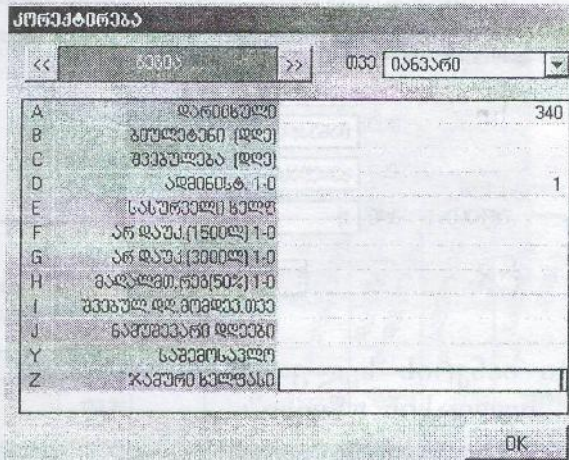 კორექტირება
<< >> თვე იანვარი
A დარიცხული 340
B ბიულეტენი (დღე)
C შვებულება (დღე)
D ადმინისტ. 1-0 1
E სასურველი ხელფ
F არ დაუკ.(1500ლ) 1-0
G არ დაუკ.(3000ლ) 1-0
H მაღალმთ.რეგ(50%) 1-0
I შვებულ.დღ.მომდევ.თვე
J ნამუშევარი დღეები
Y საშემოსავლო
Z ჯამური ხელფასი
OK